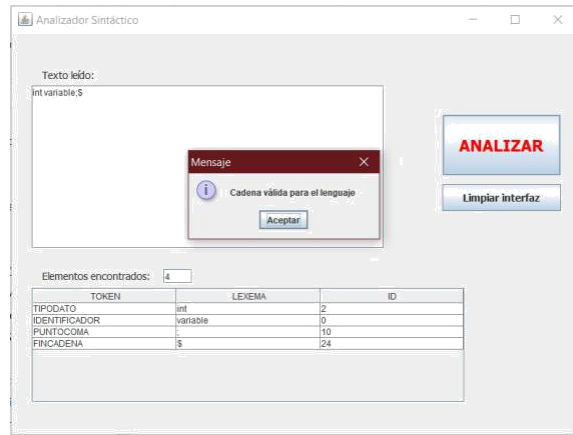 Analizador Sintáctico
Texto leído:
int variable;$
ANALIZAR
Mensaje
Cadena válida para el lenguaje
Aceptar
Limpiar interfaz
Elementos encontrados: 4
TOKEN LEXEMA ID
TIPODATO int 2
IDENTIFICADOR variable 0
PUNTOCOMA ; 10
FINCADENA $ 24